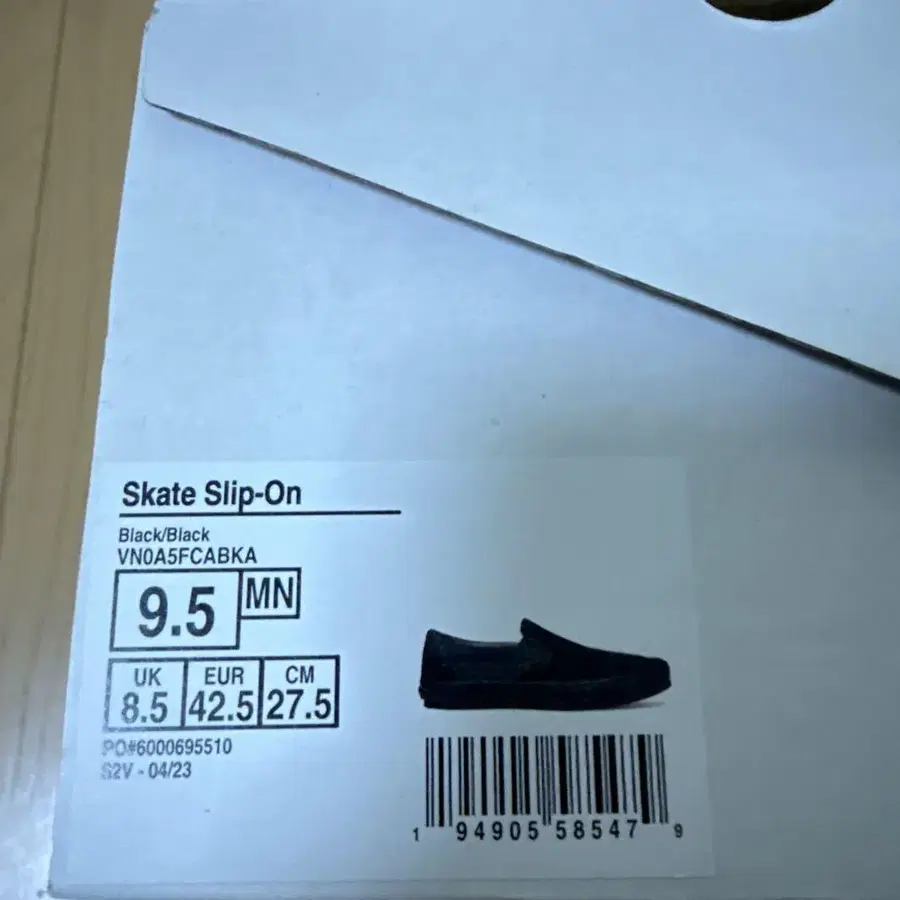 Skate Slip-On
Black/Black
VN0A5FCABKA
9.5 MN
UK EUR CM
8.5 42.5 27.5
PO#6000695510
S2V - 04/23
1 94905 58547 9